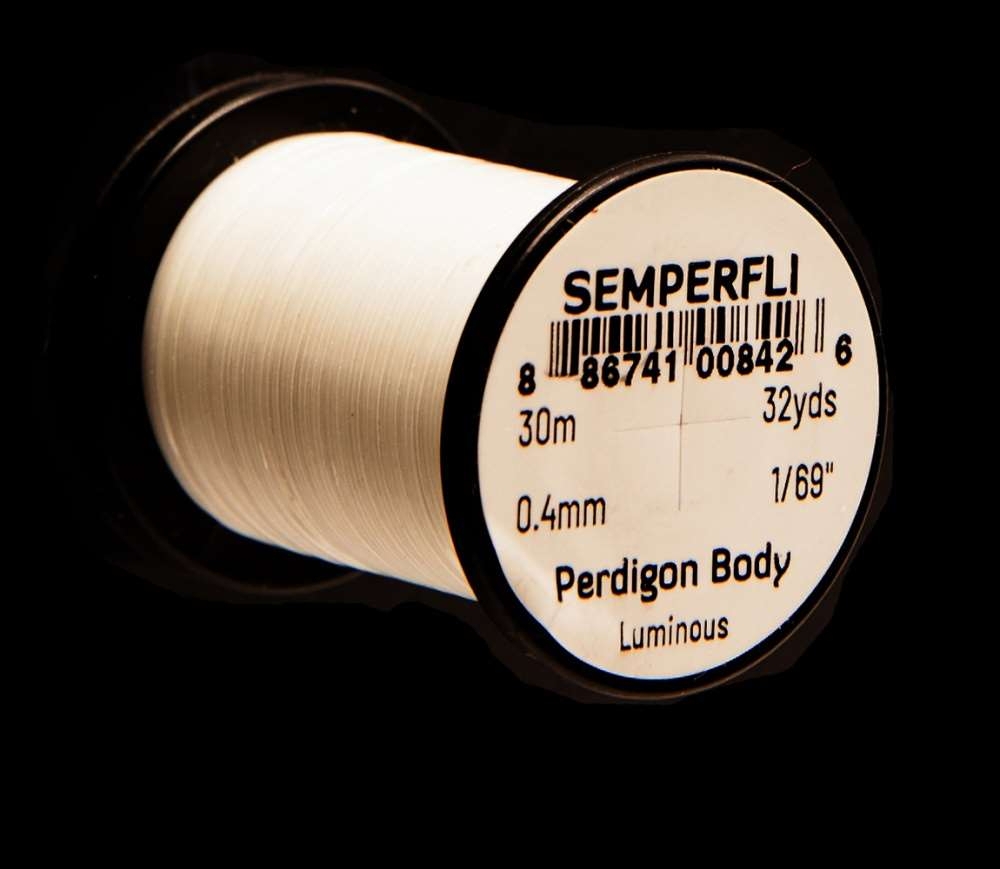 SEMPERFLI
8 86741 00842 6
30m 32yds
0.4mm 1/69"
Perdigon Body
Luminous